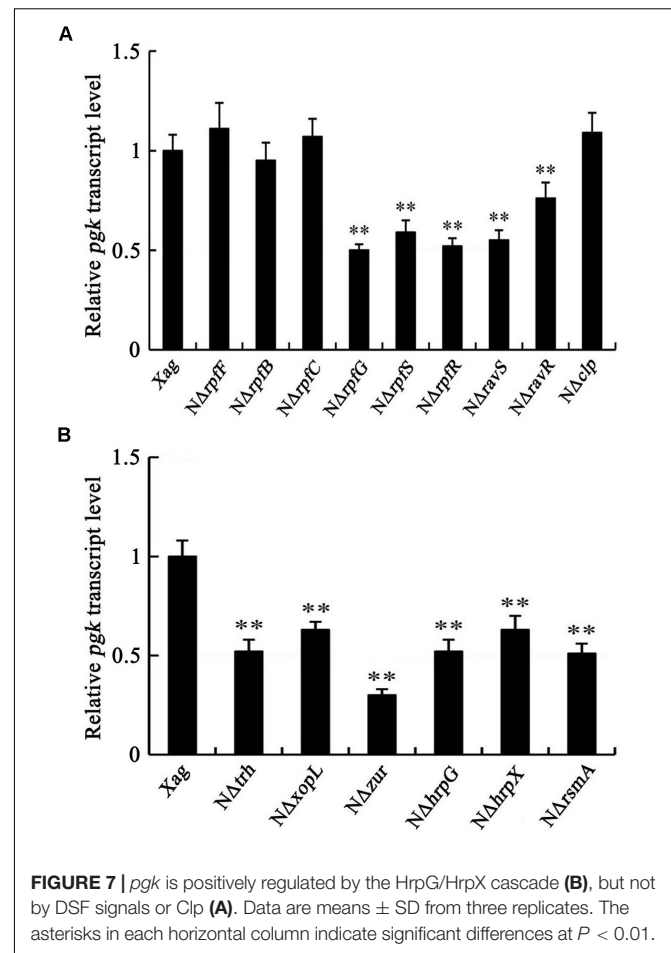 A
1.5
1
0.5
0
Relative pgk transcript level
** ** ** ** **
Xag NΔrpfF NΔrpfB NΔrpfC NΔrpfG NΔrpfS NΔrpfR NΔravS NΔravR NΔclp
B
1.5
1
0.5
0
Relative pgk transcript level
** ** ** ** ** **
Xag NΔtrh NΔxopL NΔzur NΔhrpG NΔhrpX NΔrsmA
FIGURE 7 | pgk is positively regulated by the HrpG/HrpX cascade (B), but not
by DSF signals or Clp (A). Data are means ± SD from three replicates. The
asterisks in each horizontal column indicate significant differences at P < 0.01.